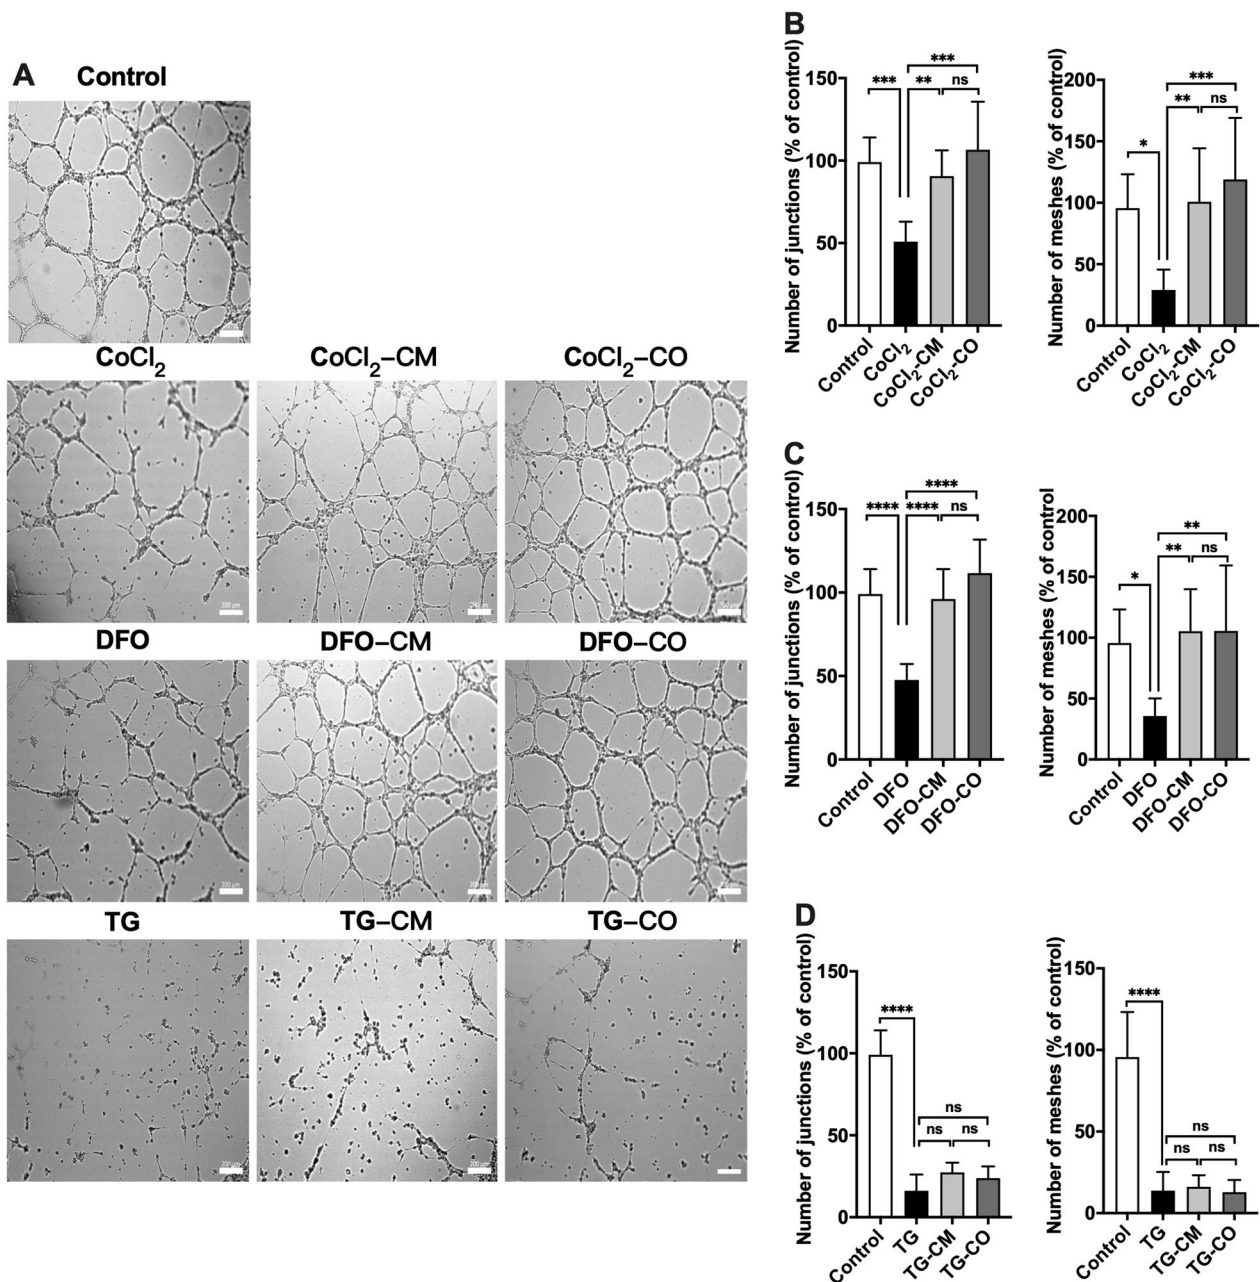 A Control
CoCl2 CoCl2–CM CoCl2–CO
200 µm
DFO DFO–CM DFO–CO
200 µm
TG TG–CM TG–CO
200 µm
B
Number of junctions (% of control)
150
100
50
0
*** ** ns
***
Control CoCl2 CoCl2-CM CoCl2-CO
Number of meshes (% of control)
200
150
100
50
0
* ** ns
***
Control CoCl2 CoCl2-CM CoCl2-CO
C
Number of junctions (% of control)
150
100
50
0
****
**** **** ns
Control DFO DFO-CM DFO-CO
Number of meshes (% of control)
200
150
100
50
0
**
* ** ns
Control DFO DFO-CM DFO-CO
D
Number of junctions (% of control)
150
100
50
0
****
ns
ns ns
Control TG TG-CM TG-CO
Number of meshes (% of control)
150
100
50
0
****
ns
ns ns
Control TG TG-CM TG-CO